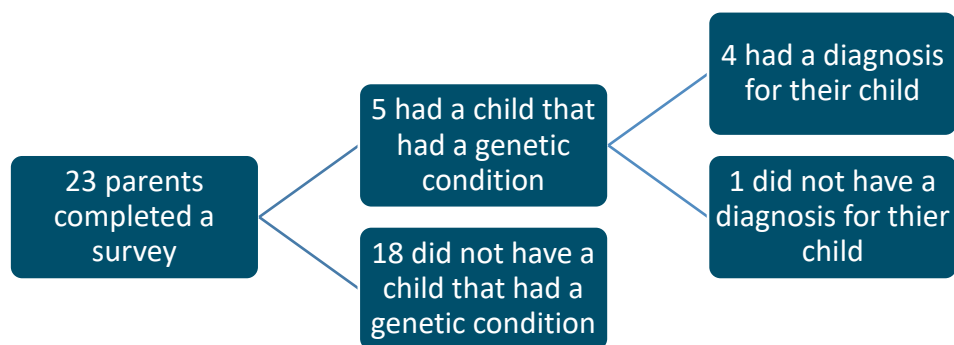 23 parents
completed a
survey
5 had a child that
had a genetic
condition
18 did not have a
child that had a
genetic condition
4 had a diagnosis
for their child
1 did not have a
diagnosis for thier
child